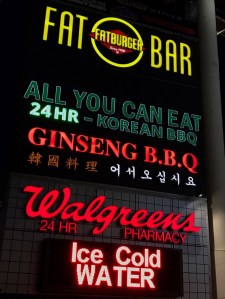 FAT BAR
FATBURGER
ALL YOU CAN EAT
24HR - KOREAN BBQ
GINSENG B.B.Q
韓國料理 어서오십시요
Walgreens
24 HR PHARMACY
Ice Cold
WATER